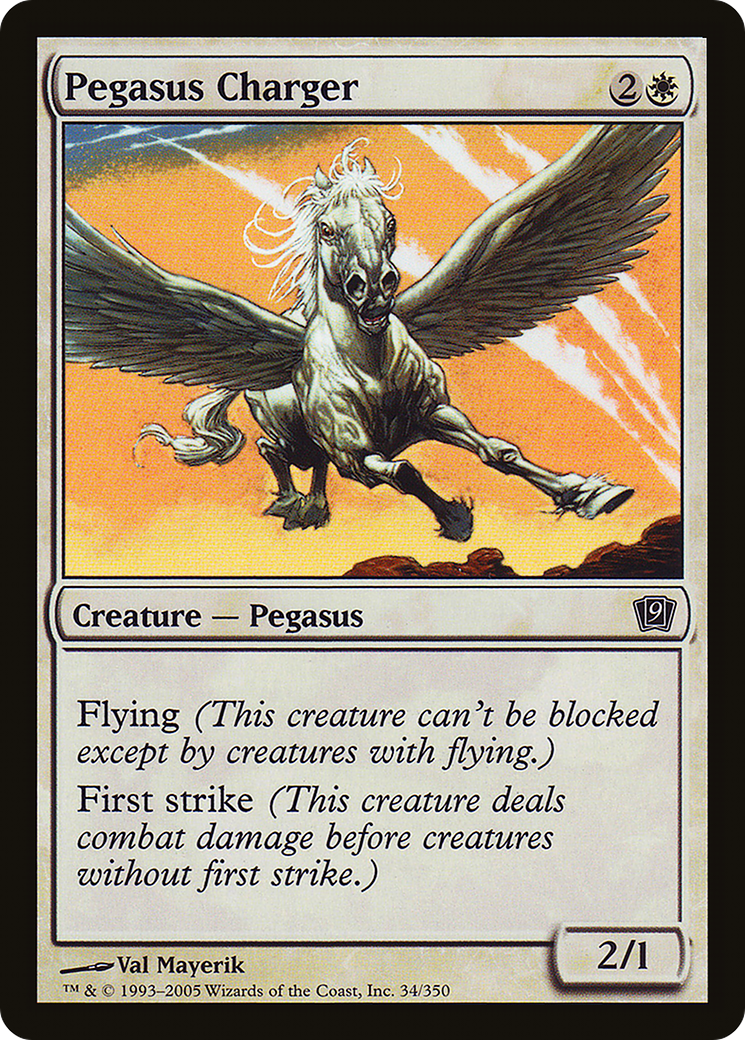 Pegasus Charger 2
Creature — Pegasus 9
Flying (This creature can't be blocked
except by creatures with flying.)
First strike (This creature deals
combat damage before creatures
without first strike.)
2/1
Val Mayerik
™ & © 1993–2005 Wizards of the Coast, Inc. 34/350